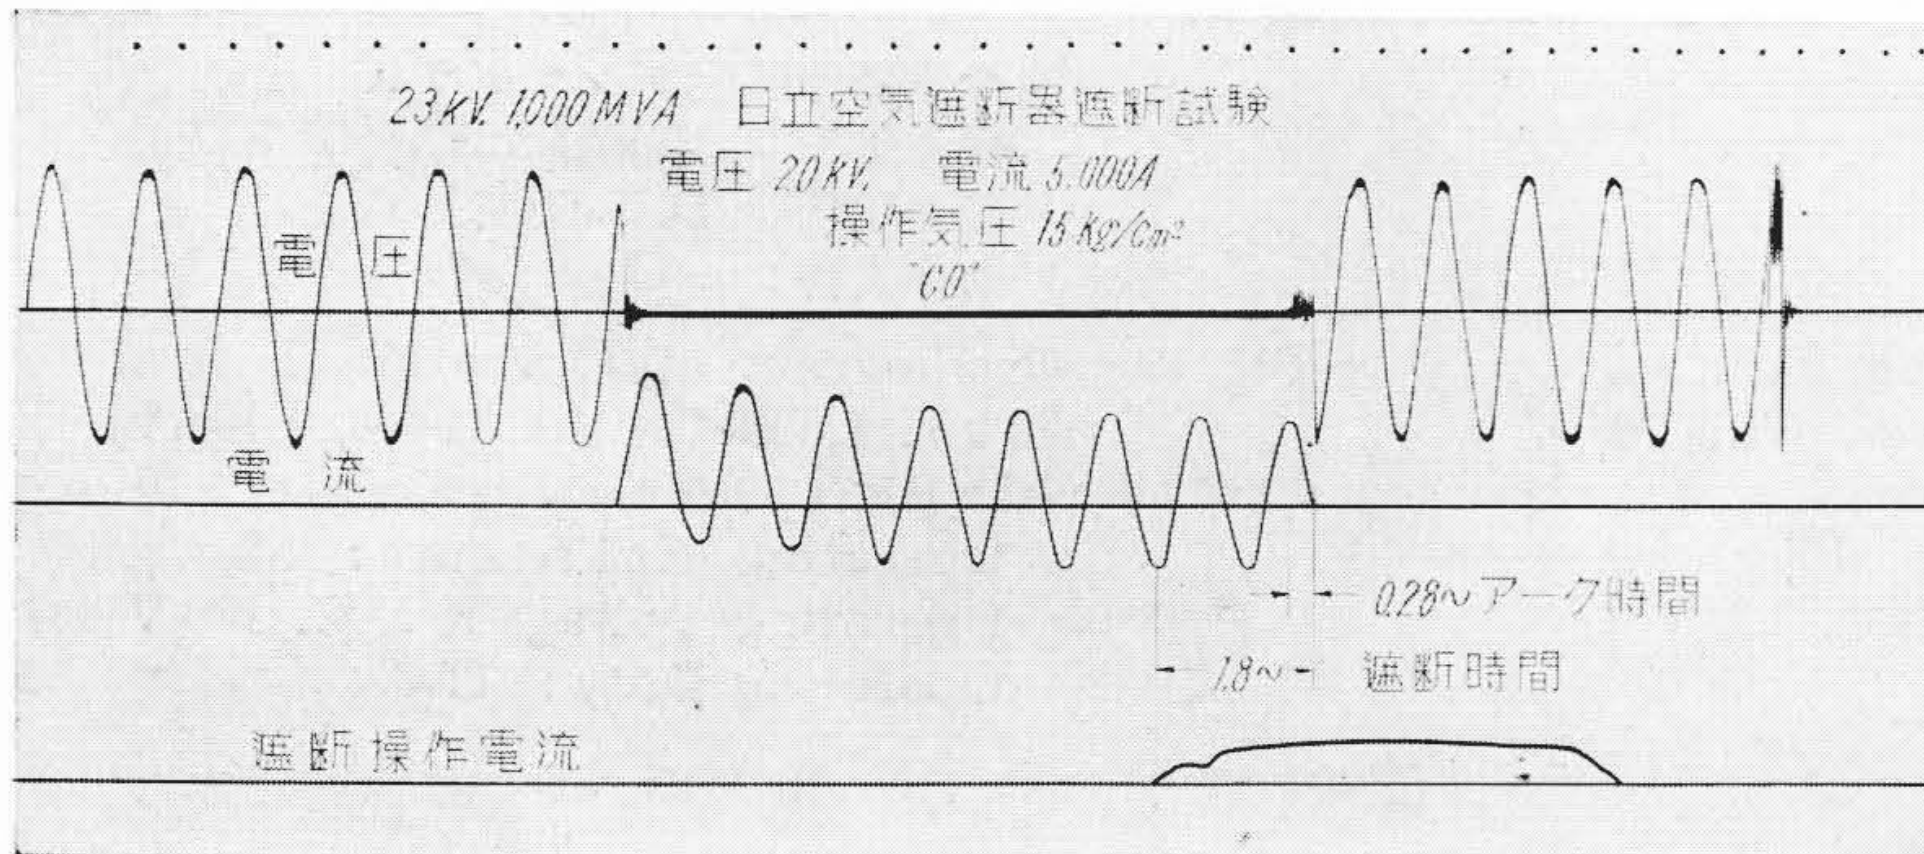 23KV. 1,000MVA 日立空気遮断器遮断試験
電圧 20KV. 電流 5,000A
操作気圧 15Kg/cm²
"CO"
電圧
電流
0.28〜アーク時間
1.8〜 遮断時間
遮断操作電流